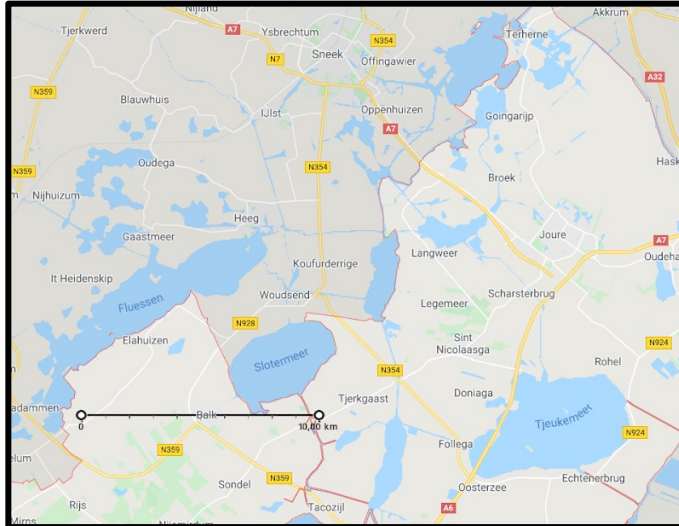 Nijland
Akkrum
Tjerkwerd
A7
Ysbrechtum
N354
Terherne
Sneek
N7
Offingawier
A32
N359
Blauwhuis
Oppenhuizen
IJlst
Goingarijp
A7
Oudega
N354
Hask
N359
Broek
Nijhuizum
Heeg
Gaastmeer
Joure
A7
Langweer
Koufurderrige
Oudeha
It Heidenskip
Woudsend
Scharsterbrug
Fluessen
Legemeer
N928
Elahuizen
Sint
Nicolaasga
N924
Slotermeer
Rohel
N354
Tjerkgaast
Doniaga
adammen
Balk
0
10,00 km
Tjeukemeer
N924
Follega
N359
elum
Sondel
N359
Echtenerbrug
Oosterzee
Rijs
Tacozijl
A6
Mirns
Nijemirdum